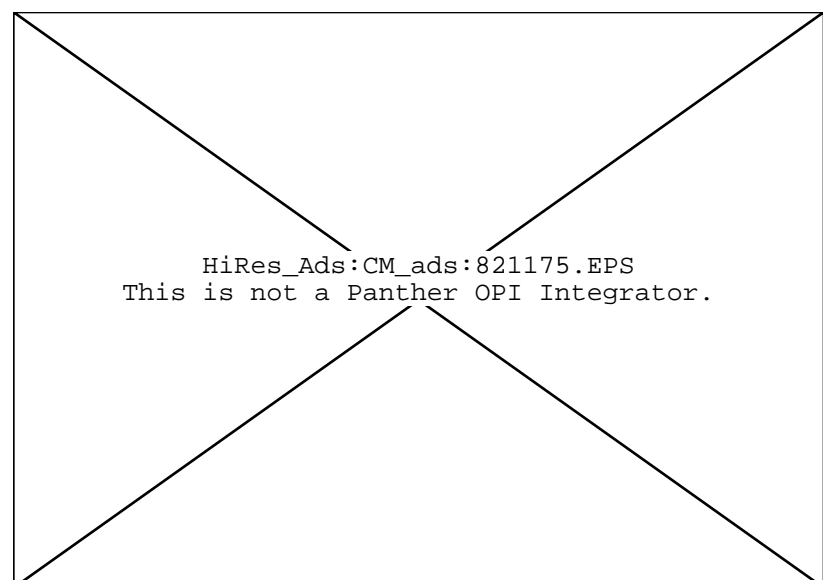 HiRes_Ads:CM_ads:821175.EPS
This is not a Panther OPI Integrator.